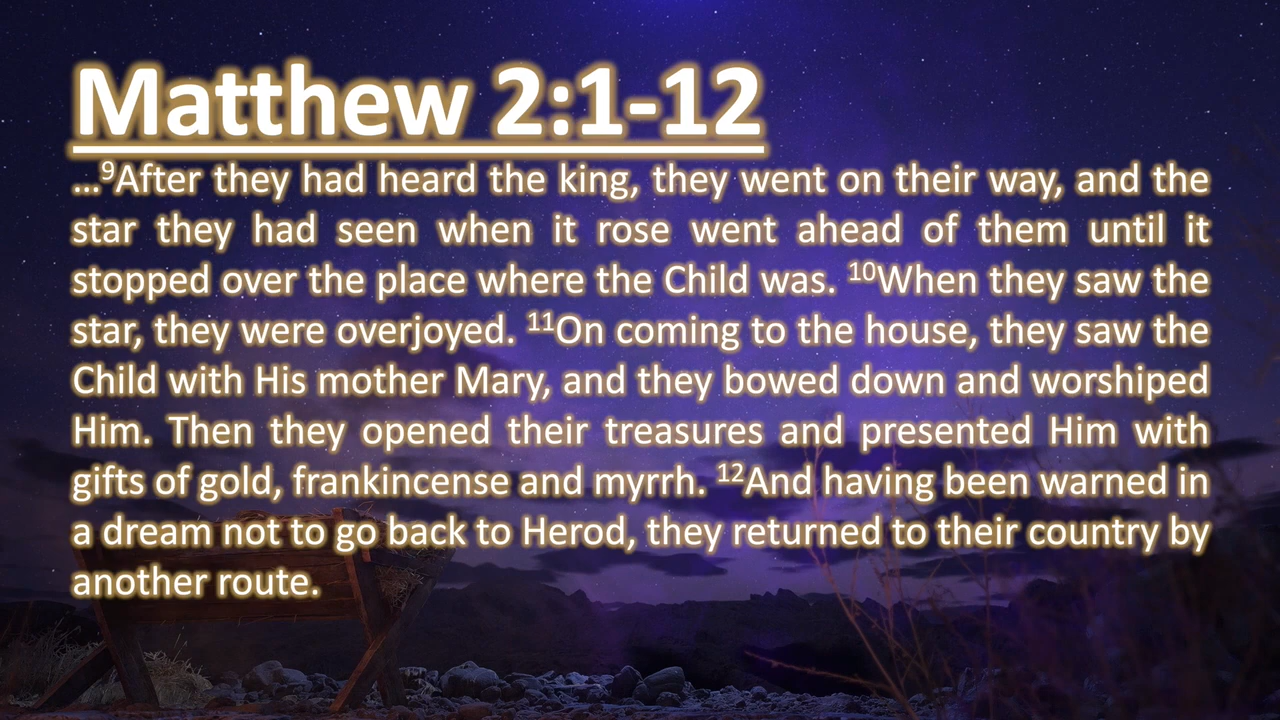 Matthew 2:1-12
…⁹After they had heard the king, they went on their way, and the
star they had seen when it rose went ahead of them until it
stopped over the place where the Child was. ¹⁰When they saw the
star, they were overjoyed. ¹¹On coming to the house, they saw the
Child with His mother Mary, and they bowed down and worshiped
Him. Then they opened their treasures and presented Him with
gifts of gold, frankincense and myrrh. ¹²And having been warned in
a dream not to go back to Herod, they returned to their country by
another route.